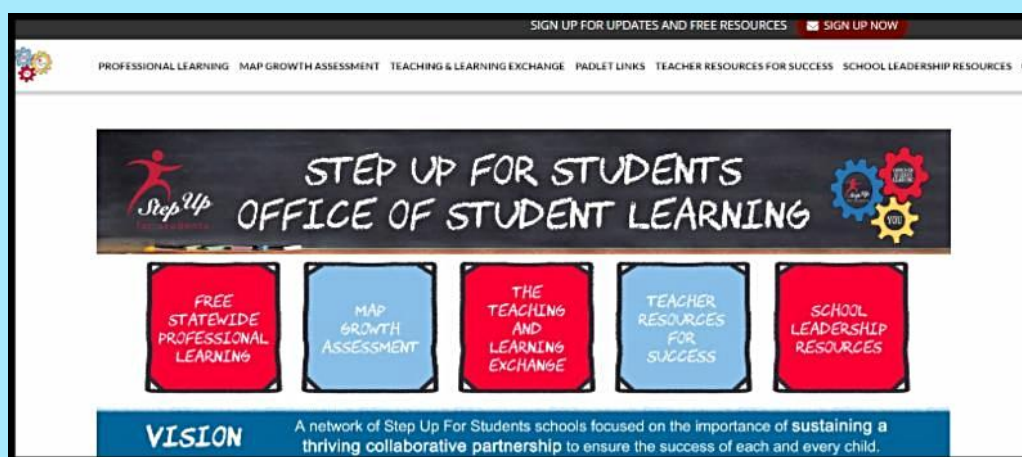 SIGN UP FOR UPDATES AND FREE RESOURCES SIGN UP NOW
PROFESSIONAL LEARNING MAP GROWTH ASSESSMENT TEACHING & LEARNING EXCHANGE PADLET LINKS TEACHER RESOURCES FOR SUCCESS SCHOOL LEADERSHIP RESOURCES
STEP UP FOR STUDENTS
OFFICE OF STUDENT LEARNING
Step Up
for students
YOU
FREE
STATEWIDE
PROFESSIONAL
LEARNING
MAP
GROWTH
ASSESSMENT
THE
TEACHING
AND
LEARNING
EXCHANGE
TEACHER
RESOURCES
FOR
SUCCESS
SCHOOL
LEADERSHIP
RESOURCES
VISION
A network of Step Up For Students schools focused on the importance of sustaining a
thriving collaborative partnership to ensure the success of each and every child.